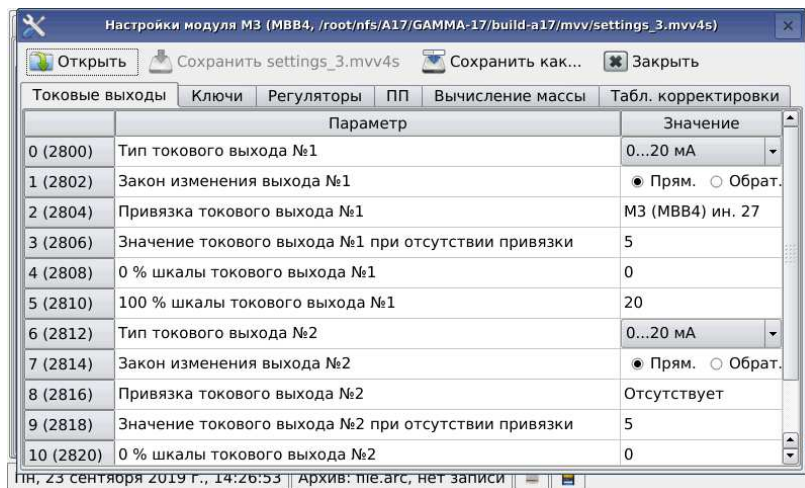 Настройки модуля М3 (МВВ4, /root/nfs/A17/GAMMA-17/build-a17/mvv/settings_3.mvv4s)
Открыть Сохранить settings_3.mvv4s Сохранить как... Закрыть
Токовые выходы Ключи Регуляторы ПП Вычисление массы Табл. корректировки
Параметр Значение
0 (2800) Тип токового выхода №1 0...20 мА
1 (2802) Закон изменения выхода №1 Прям. Обрат.
2 (2804) Привязка токового выхода №1 М3 (МВВ4) ин. 27
3 (2806) Значение токового выхода №1 при отсутствии привязки 5
4 (2808) 0 % шкалы токового выхода №1 0
5 (2810) 100 % шкалы токового выхода №1 20
6 (2812) Тип токового выхода №2 0...20 мА
7 (2814) Закон изменения выхода №2 Прям. Обрат.
8 (2816) Привязка токового выхода №2 Отсутствует
9 (2818) Значение токового выхода №2 при отсутствии привязки 5
10 (2820) 0 % шкалы токового выхода №2 0
Пн, 23 сентября 2019 г., 14:26:53 Архив: file.arc, нет записи